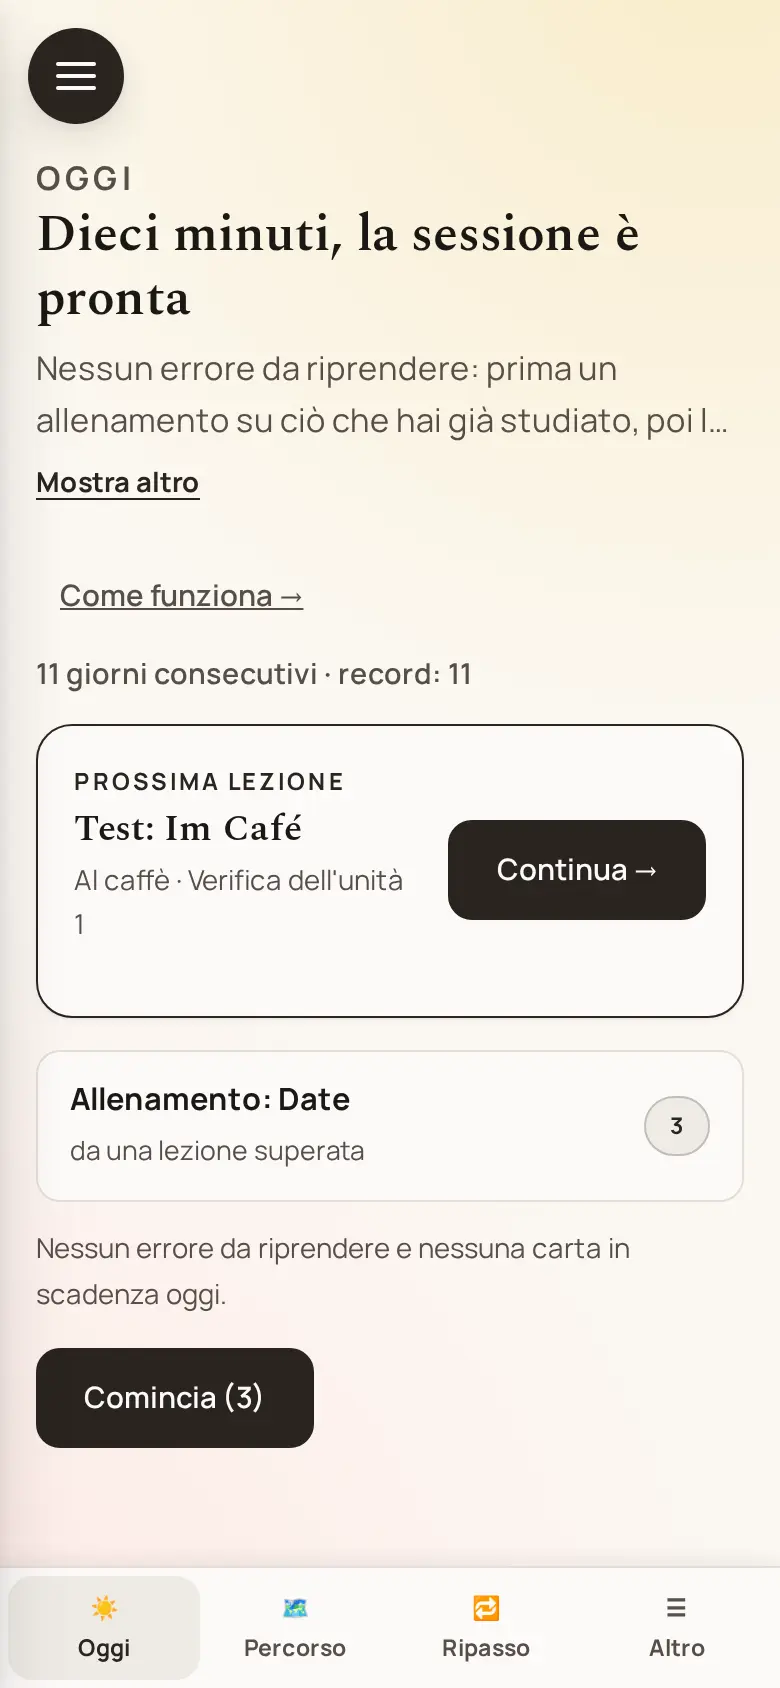 OGGI
Dieci minuti, la sessione è
pronta
Nessun errore da riprendere: prima un
allenamento su ciò che hai già studiato, poi l…
Mostra altro
Come funziona →
11 giorni consecutivi · record: 11
PROSSIMA LEZIONE
Test: Im Café
Al caffè · Verifica dell'unità
1
Continua →
Allenamento: Date
da una lezione superata
3
Nessun errore da riprendere e nessuna carta in
scadenza oggi.
Comincia (3)
Oggi
Percorso
Ripasso
Altro